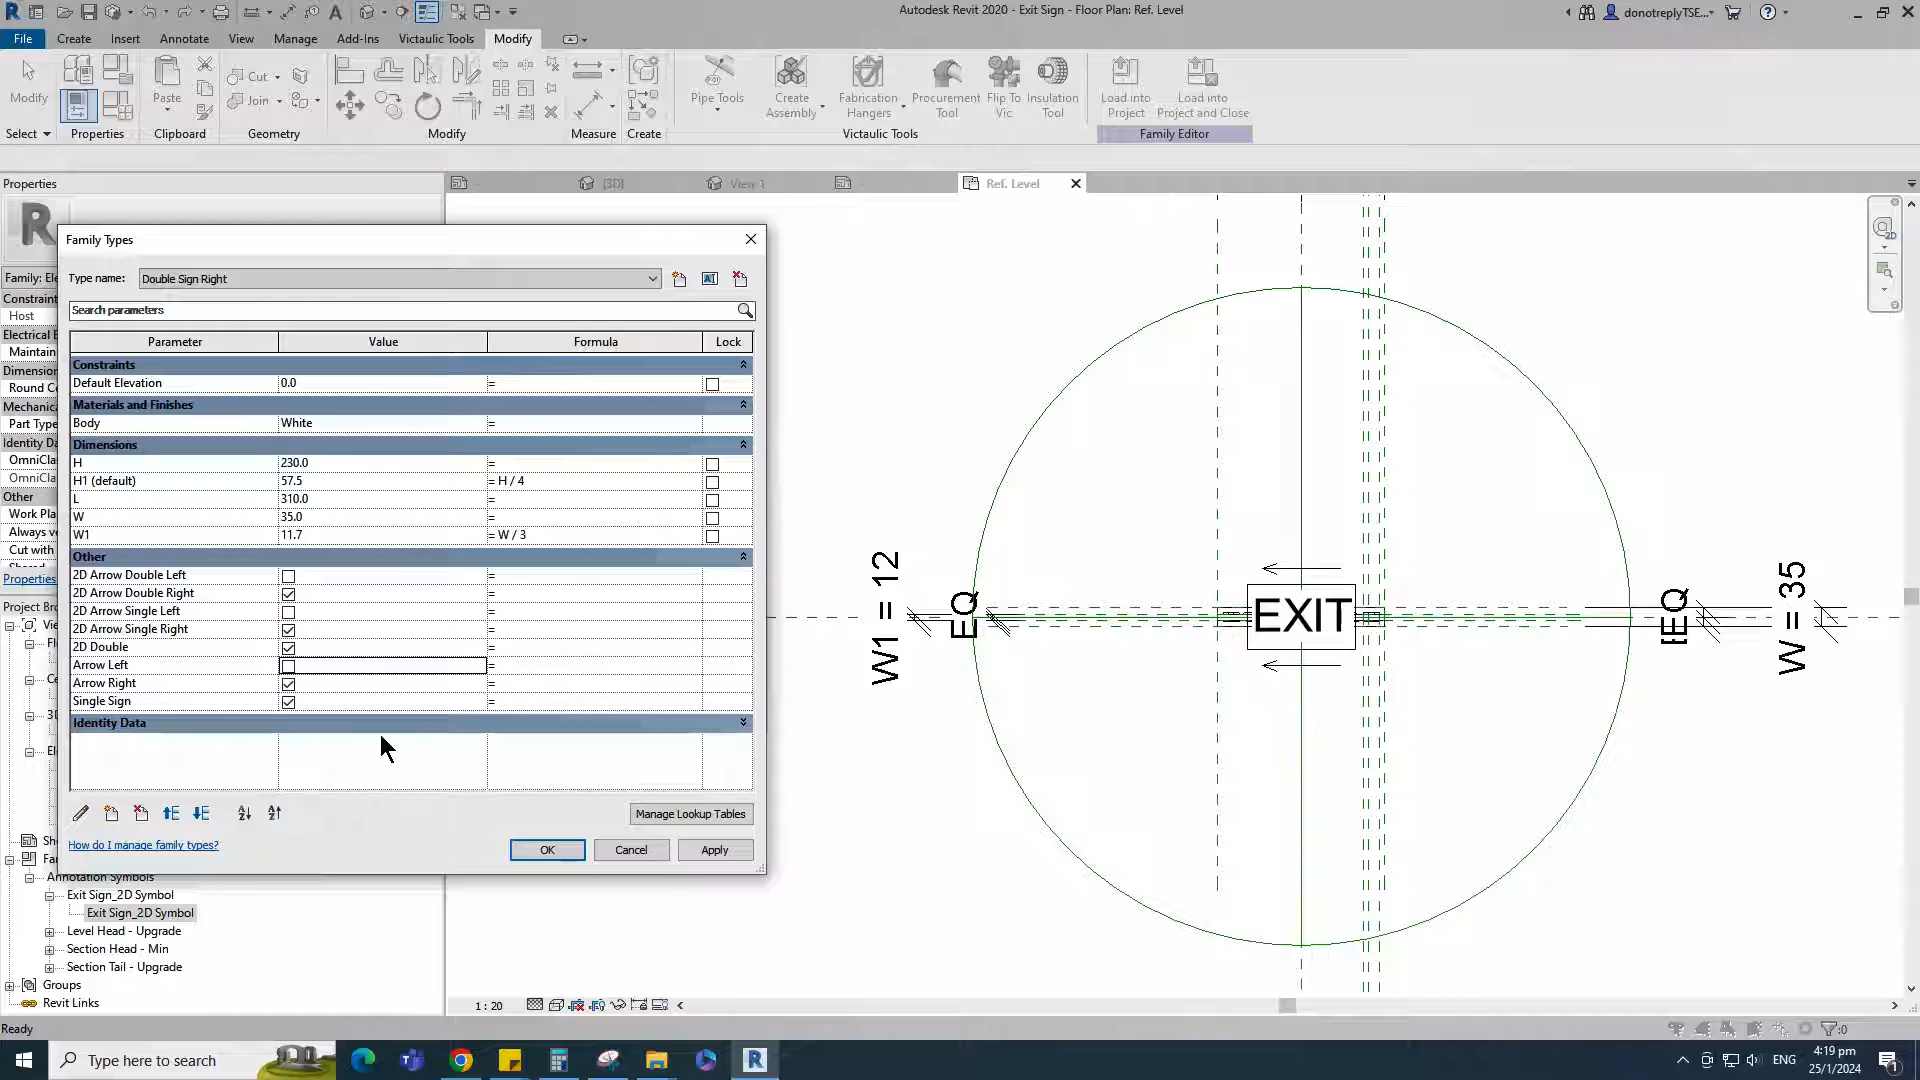 Autodesk Revit 2020 - Exit Sign - Floor Plan: Ref. Level
donotreplyTSE...
File Create Insert Annotate View Manage Add-Ins Victaulic Tools Modify
Modify
Paste
Cut
Join
Pipe Tools
Create Assembly
Fabrication Hangers
Procurement Tool
Flip To Vic
Insulation Tool
Load into Project
Load into Project and Close
Select Properties Clipboard Geometry Modify Measure Create Victaulic Tools Family Editor
Properties
{3D}
View 1
Ref. Level
Family: Ele
Constraint
Host
Electrical E
Maintain
Dimension
Round Co
Mechanica
Part Type
Identity Da
OmniClas
OmniClas
Other
Work Pla
Always ve
Cut with
Properties
Project Bro
Family Types
Type name: Double Sign Right
Search parameters
Parameter Value Formula Lock
Constraints
Default Elevation 0.0 =
Materials and Finishes
Body White =
Dimensions
H 230.0 =
H1 (default) 57.5 = H / 4
L 310.0 =
W 35.0 =
W1 11.7 = W / 3
Other
2D Arrow Double Left =
2D Arrow Double Right =
2D Arrow Single Left =
2D Arrow Single Right =
2D Double =
Arrow Left =
Arrow Right =
Single Sign =
Identity Data
Manage Lookup Tables
How do I manage family types?
OK Cancel Apply
Annotation Symbols
Exit Sign_2D Symbol
Exit Sign_2D Symbol
Level Head - Upgrade
Section Head - Min
Section Tail - Upgrade
Groups
Revit Links
W1 = 12
EQ
EXIT
EQ
W = 35
1 : 20
Ready
:0
Type here to search
ENG
4:19 pm
25/1/2024